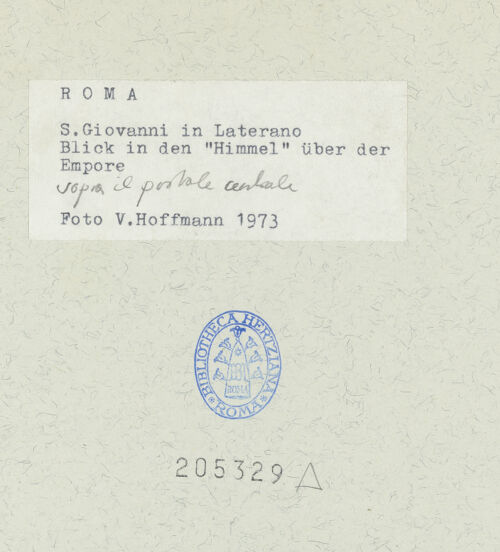 R O M A
S.Giovanni in Laterano
Blick in den "Himmel" über der
Empore
sopra il portale centrale
Foto V.Hoffmann 1973
BIBLIOTHECA HERTZIANA
ROMA
ROMA
205329 △